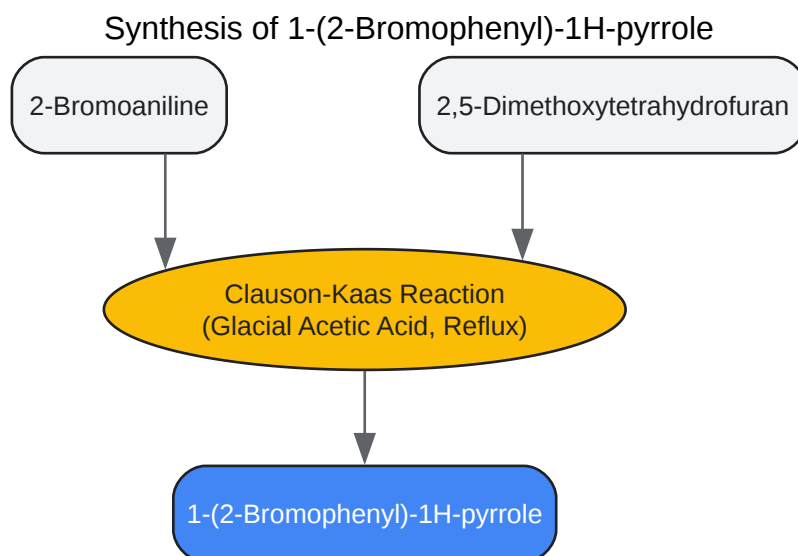 Synthesis of 1-(2-Bromophenyl)-1H-pyrrole
2-Bromoaniline
2,5-Dimethoxytetrahydrofuran
Clauson-Kaas Reaction
(Glacial Acetic Acid, Reflux)
1-(2-Bromophenyl)-1H-pyrrole